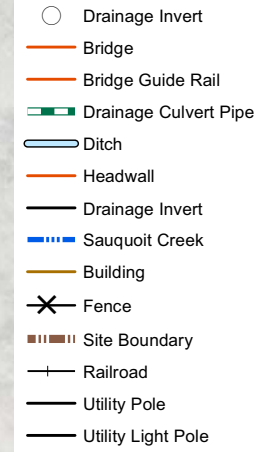 Drainage Invert
Bridge
Bridge Guide Rail
Drainage Culvert Pipe
Ditch
Headwall
Drainage Invert
Sauquoit Creek
Building
Fence
Site Boundary
Railroad
Utility Pole
Utility Light Pole